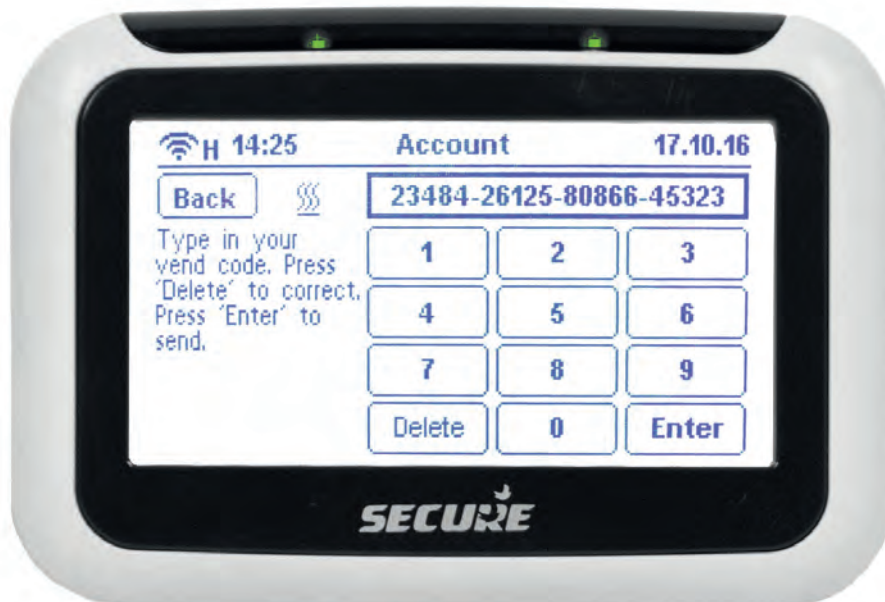 H 14:25 Account 17.10.16
Back 23484-26125-80866-45323
Type in your
vend code. Press
'Delete' to correct.
Press 'Enter' to
send.
1 2 3
4 5 6
7 8 9
Delete 0 Enter
SECURE